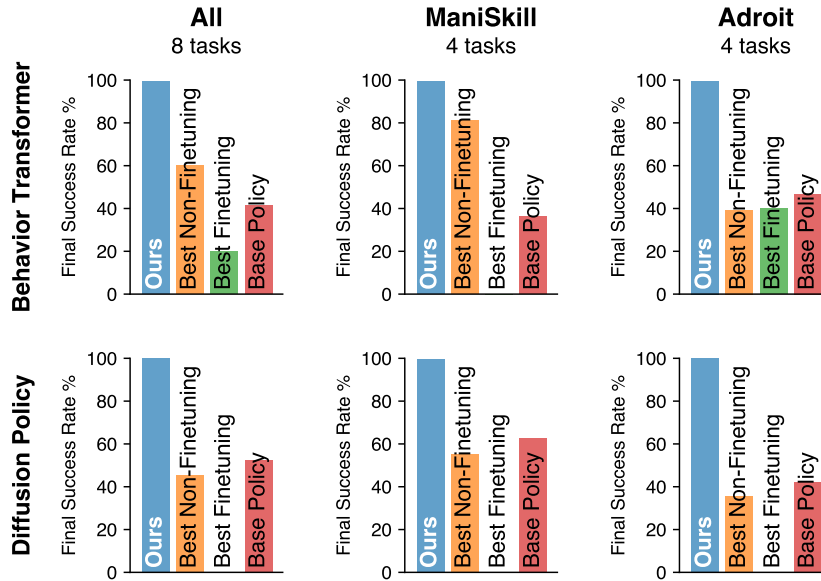 All
8 tasks
ManiSkill
4 tasks
Adroit
4 tasks
Behavior Transformer
Final Success Rate %
100
80
60
40
20
0
Ours
Best Non-Finetuning
Best Finetuning
Base Policy
Final Success Rate %
100
80
60
40
20
0
Ours
Best Non-Finetuning
Best Finetuning
Base Policy
Final Success Rate %
100
80
60
40
20
0
Ours
Best Non-Finetuning
Best Finetuning
Base Policy
Diffusion Policy
Final Success Rate %
100
80
60
40
20
0
Ours
Best Non-Finetuning
Best Finetuning
Base Policy
Final Success Rate %
100
80
60
40
20
0
Ours
Best Non-Finetuning
Best Finetuning
Base Policy
Final Success Rate %
100
80
60
40
20
0
Ours
Best Non-Finetuning
Best Finetuning
Base Policy